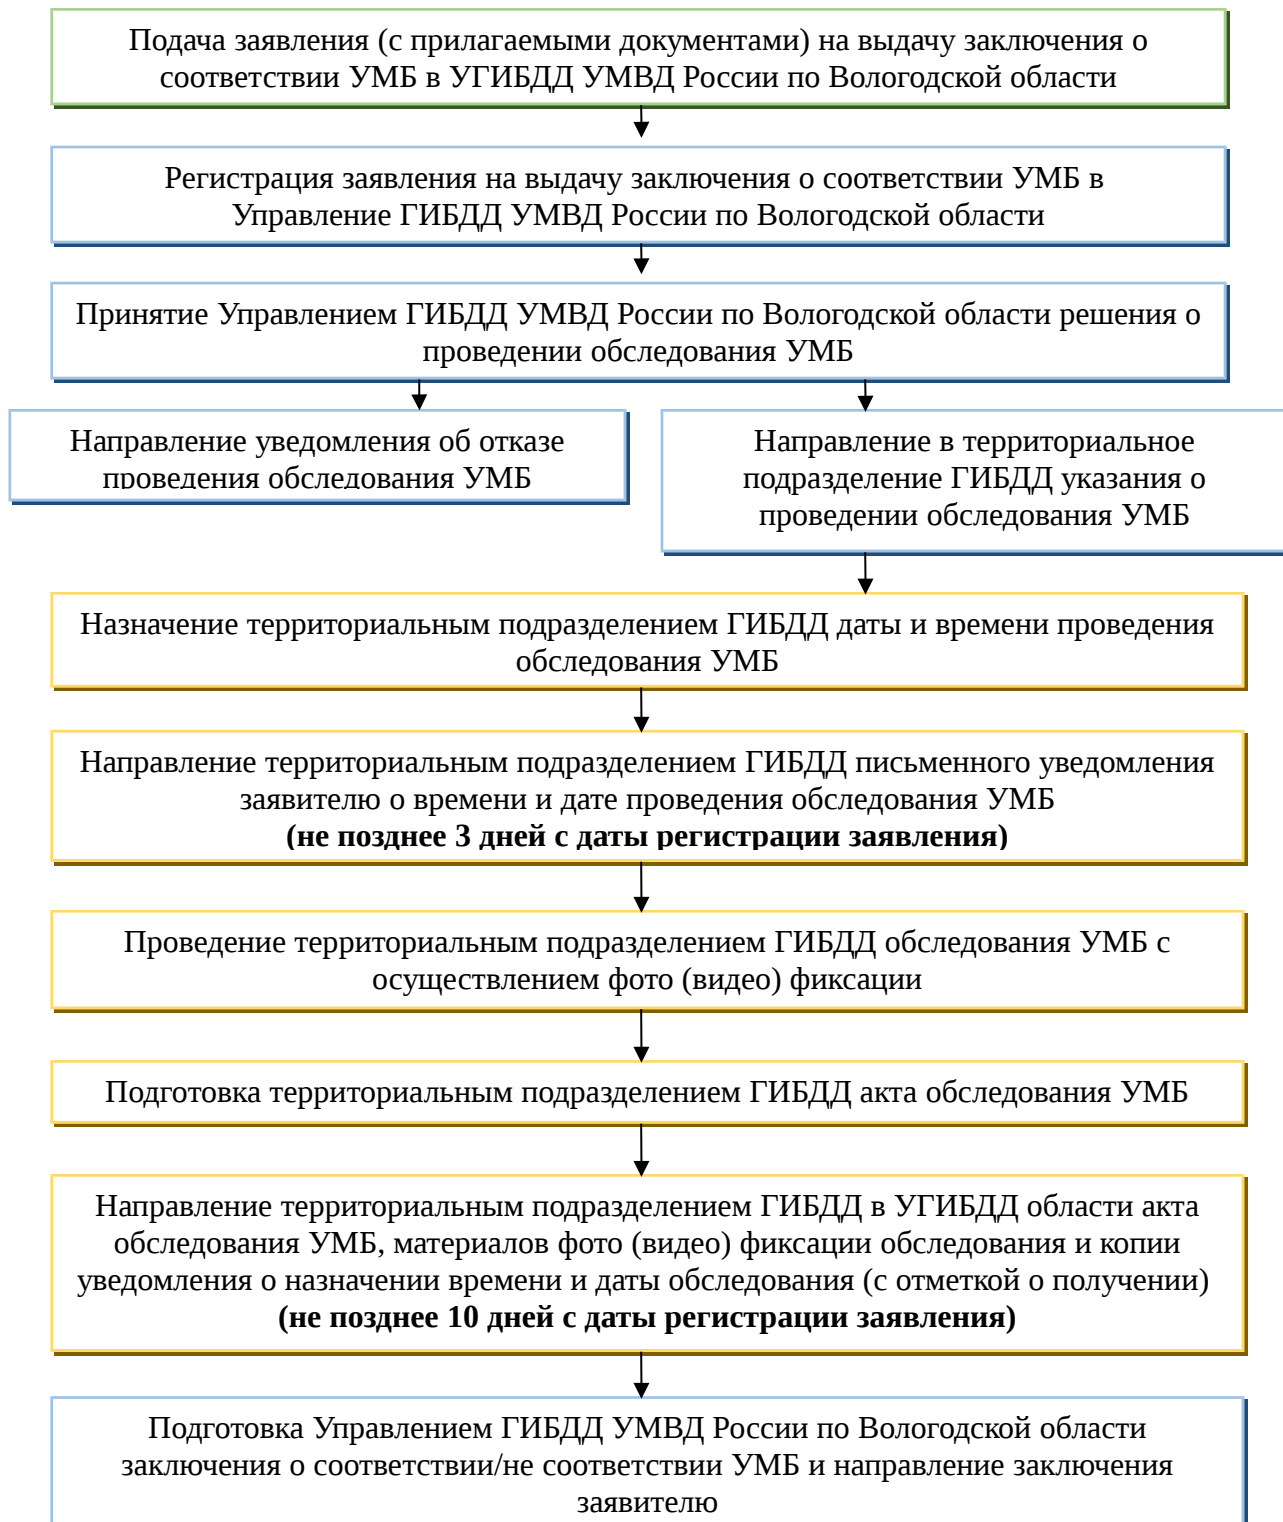 Подача заявления (с прилагаемыми документами) на выдачу заключения о
соответствии УМБ в УГИБДД УМВД России по Вологодской области
Регистрация заявления на выдачу заключения о соответствии УМБ в
Управление ГИБДД УМВД России по Вологодской области
Принятие Управлением ГИБДД УМВД России по Вологодской области решения о
проведении обследования УМБ
Направление уведомления об отказе
проведения обследования УМБ
Направление в территориальное
подразделение ГИБДД указания о
проведении обследования УМБ
Назначение территориальным подразделением ГИБДД даты и времени проведения
обследования УМБ
Направление территориальным подразделением ГИБДД письменного уведомления
заявителю о времени и дате проведения обследования УМБ
(не позднее 3 дней с даты регистрации заявления)
Проведение территориальным подразделением ГИБДД обследования УМБ с
осуществлением фото (видео) фиксации
Подготовка территориальным подразделением ГИБДД акта обследования УМБ
Направление территориальным подразделением ГИБДД в УГИБДД области акта
обследования УМБ, материалов фото (видео) фиксации обследования и копии
уведомления о назначении времени и даты обследования (с отметкой о получении)
(не позднее 10 дней с даты регистрации заявления)
Подготовка Управлением ГИБДД УМВД России по Вологодской области
заключения о соответствии/не соответствии УМБ и направление заключения
заявителю